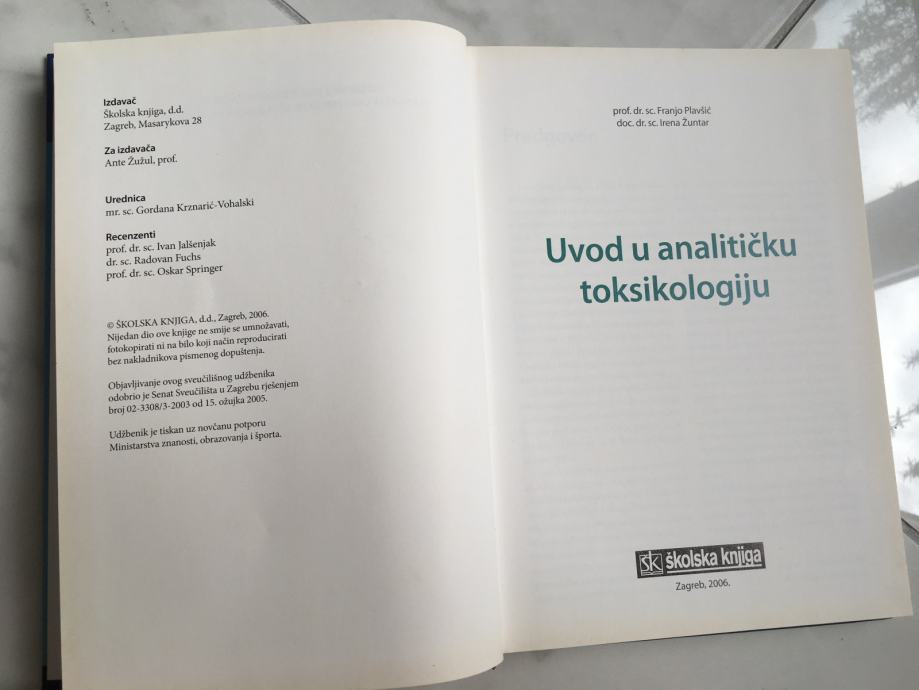 Izdavač
Školska knjiga, d.d.
Zagreb, Masarykova 28
Za izdavača
Ante Žužul, prof.
Urednica
mr. sc. Gordana Krznarić-Vohalski
Recenzenti
prof. dr. sc. Ivan Jalšenjak
dr. sc. Radovan Fuchs
prof. dr. sc. Oskar Springer
© ŠKOLSKA KNJIGA, d.d., Zagreb, 2006.
Nijedan dio ove knjige ne smije se umnožavati,
fotokopirati ni na bilo koji način reproducirati
bez nakladnikova pismenog dopuštenja.
Objavljivanje ovog sveučilišnog udžbenika
odobrio je Senat Sveučilišta u Zagrebu rješenjem
broj 02-3308/3-2003 od 15. ožujka 2005.
Udžbenik je tiskan uz novčanu potporu
Ministarstva znanosti, obrazovanja i športa.
prof. dr. sc. Franjo Plavšić
doc. dr. sc. Irena Žuntar
Uvod u analitičku
toksikologiju
šk školska knjiga
Zagreb, 2006.